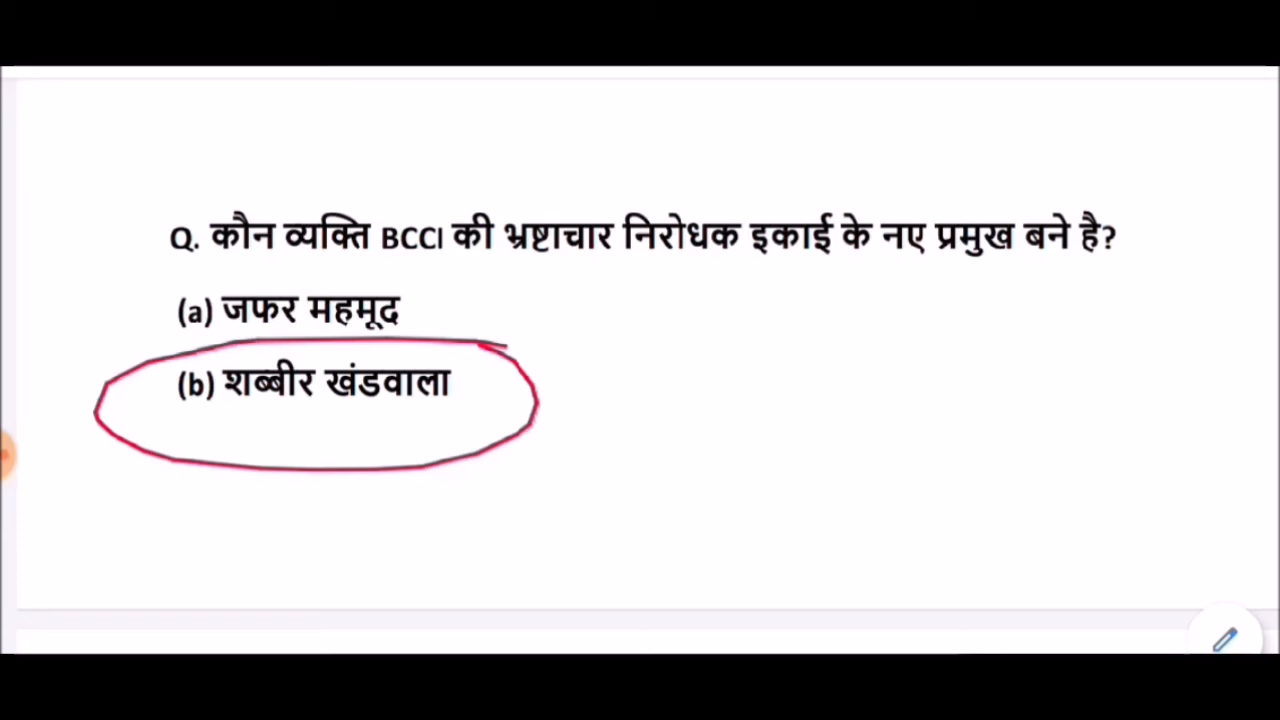 Q. कौन व्यक्ति BCCI की भ्रष्टाचार निरोधक इकाई के नए प्रमुख बने है?
(a) जफर महमूद
(b) शब्बीर खंडवाला